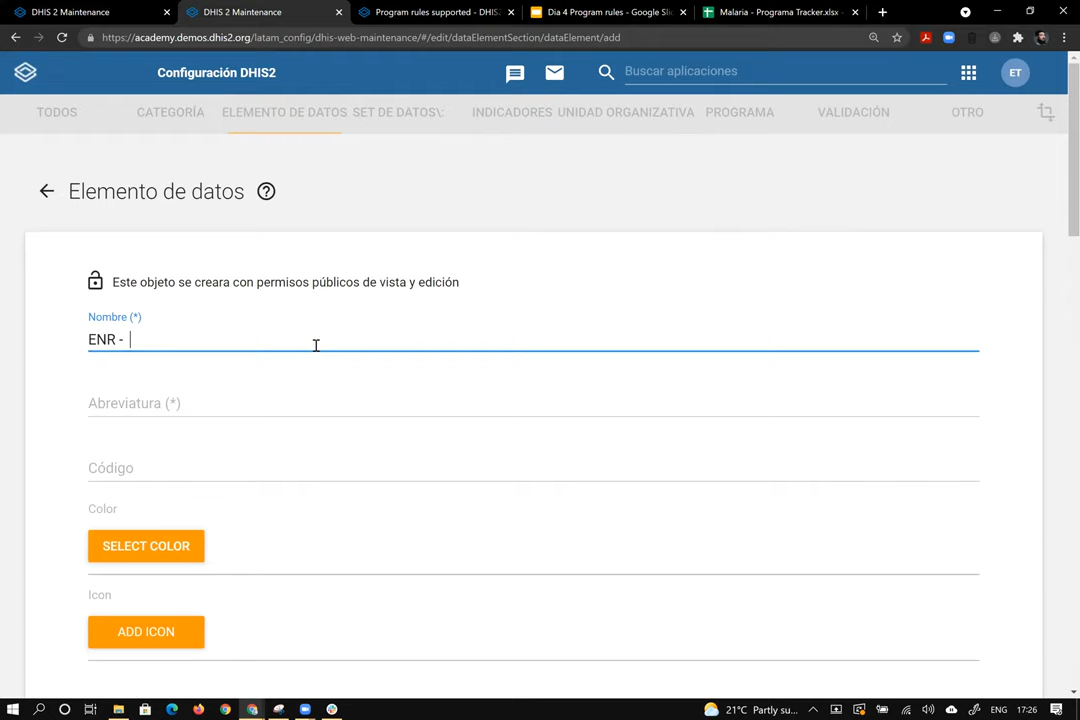 DHIS 2 Maintenance
DHIS 2 Maintenance
Program rules supported - DHIS
Dia 4 Program rules - Google Sli
Malaria - Programa Tracker.xlsx -
https://academy.demos.dhis2.org/latam_config/dhis-web-maintenance/#/edit/dataElementSection/dataElement/add
Configuración DHIS2
Buscar aplicaciones
ET
TODOS CATEGORÍA ELEMENTO DE DATOS SET DE DATOS\: INDICADORES UNIDAD ORGANIZATIVA PROGRAMA VALIDACIÓN OTRO
Elemento de datos
Este objeto se creara con permisos públicos de vista y edición
Nombre (*)
ENR -
Abreviatura (*)
Código
Color
SELECT COLOR
Icon
ADD ICON
21°C Partly su... ENG 17:26